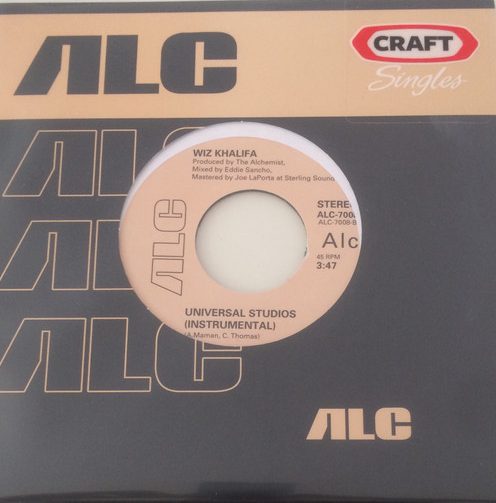 ALC
CRAFT
Singles
ALC
ALC
ALC
WIZ KHALIFA
Produced by The Alchemist,
Mixed by Eddie Sancho,
Mastered by Joe LaPorta at Sterling Sound
STEREO
ALC-7008
ALC-7008-B
Alc
45 RPM
3:47
ALC
UNIVERSAL STUDIOS
(INSTRUMENTAL)
(A.Maman, C. Thomas)
ALC